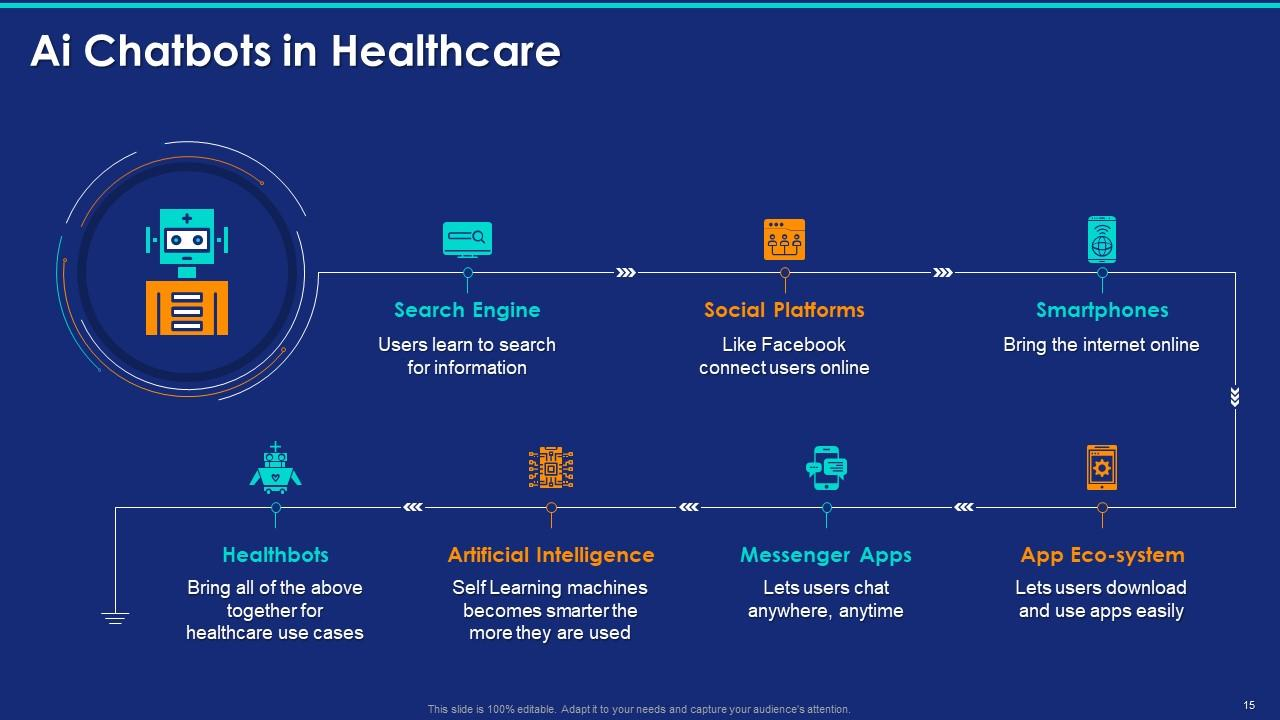 Ai Chatbots in Healthcare
Search Engine
Users learn to search
for information
Social Platforms
Like Facebook
connect users online
Smartphones
Bring the internet online
Healthbots
Bring all of the above
together for
healthcare use cases
Artificial Intelligence
Self Learning machines
becomes smarter the
more they are used
Messenger Apps
Lets users chat
anywhere, anytime
App Eco-system
Lets users download
and use apps easily
This slide is 100% editable. Adapt it to your needs and capture your audience's attention.
15